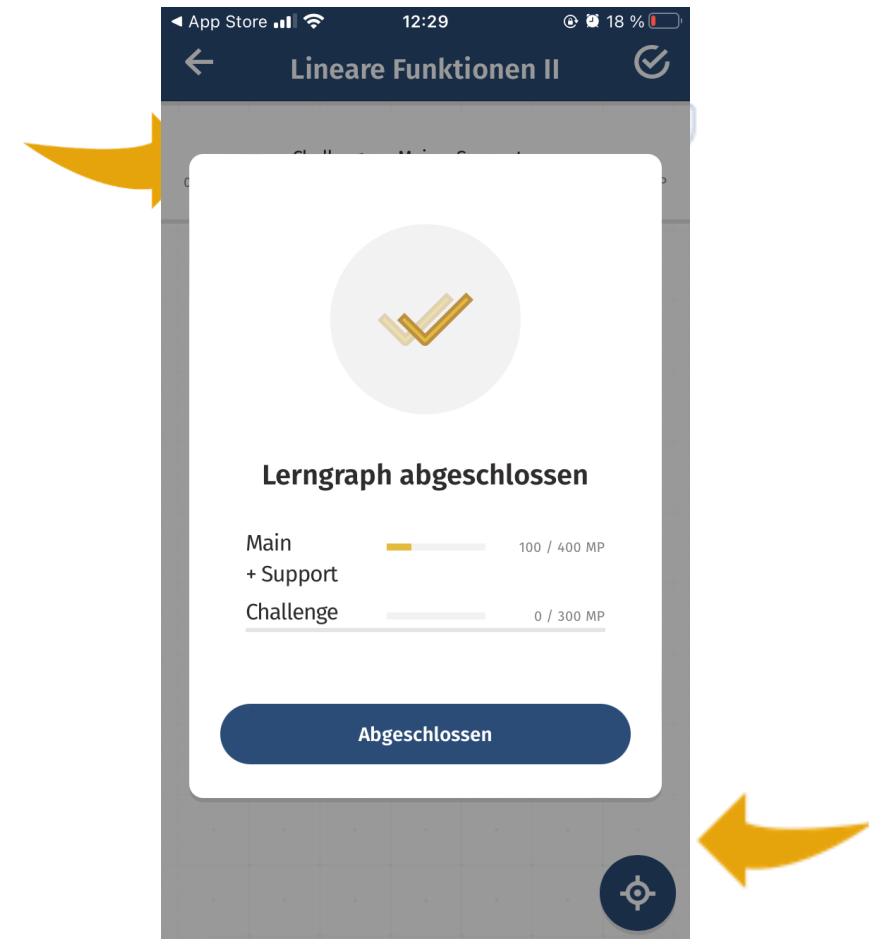 App Store 12:29 18 %
Lineare Funktionen II
Lerngraph abgeschlossen
Main 100 / 400 MP
+ Support
Challenge 0 / 300 MP
Abgeschlossen